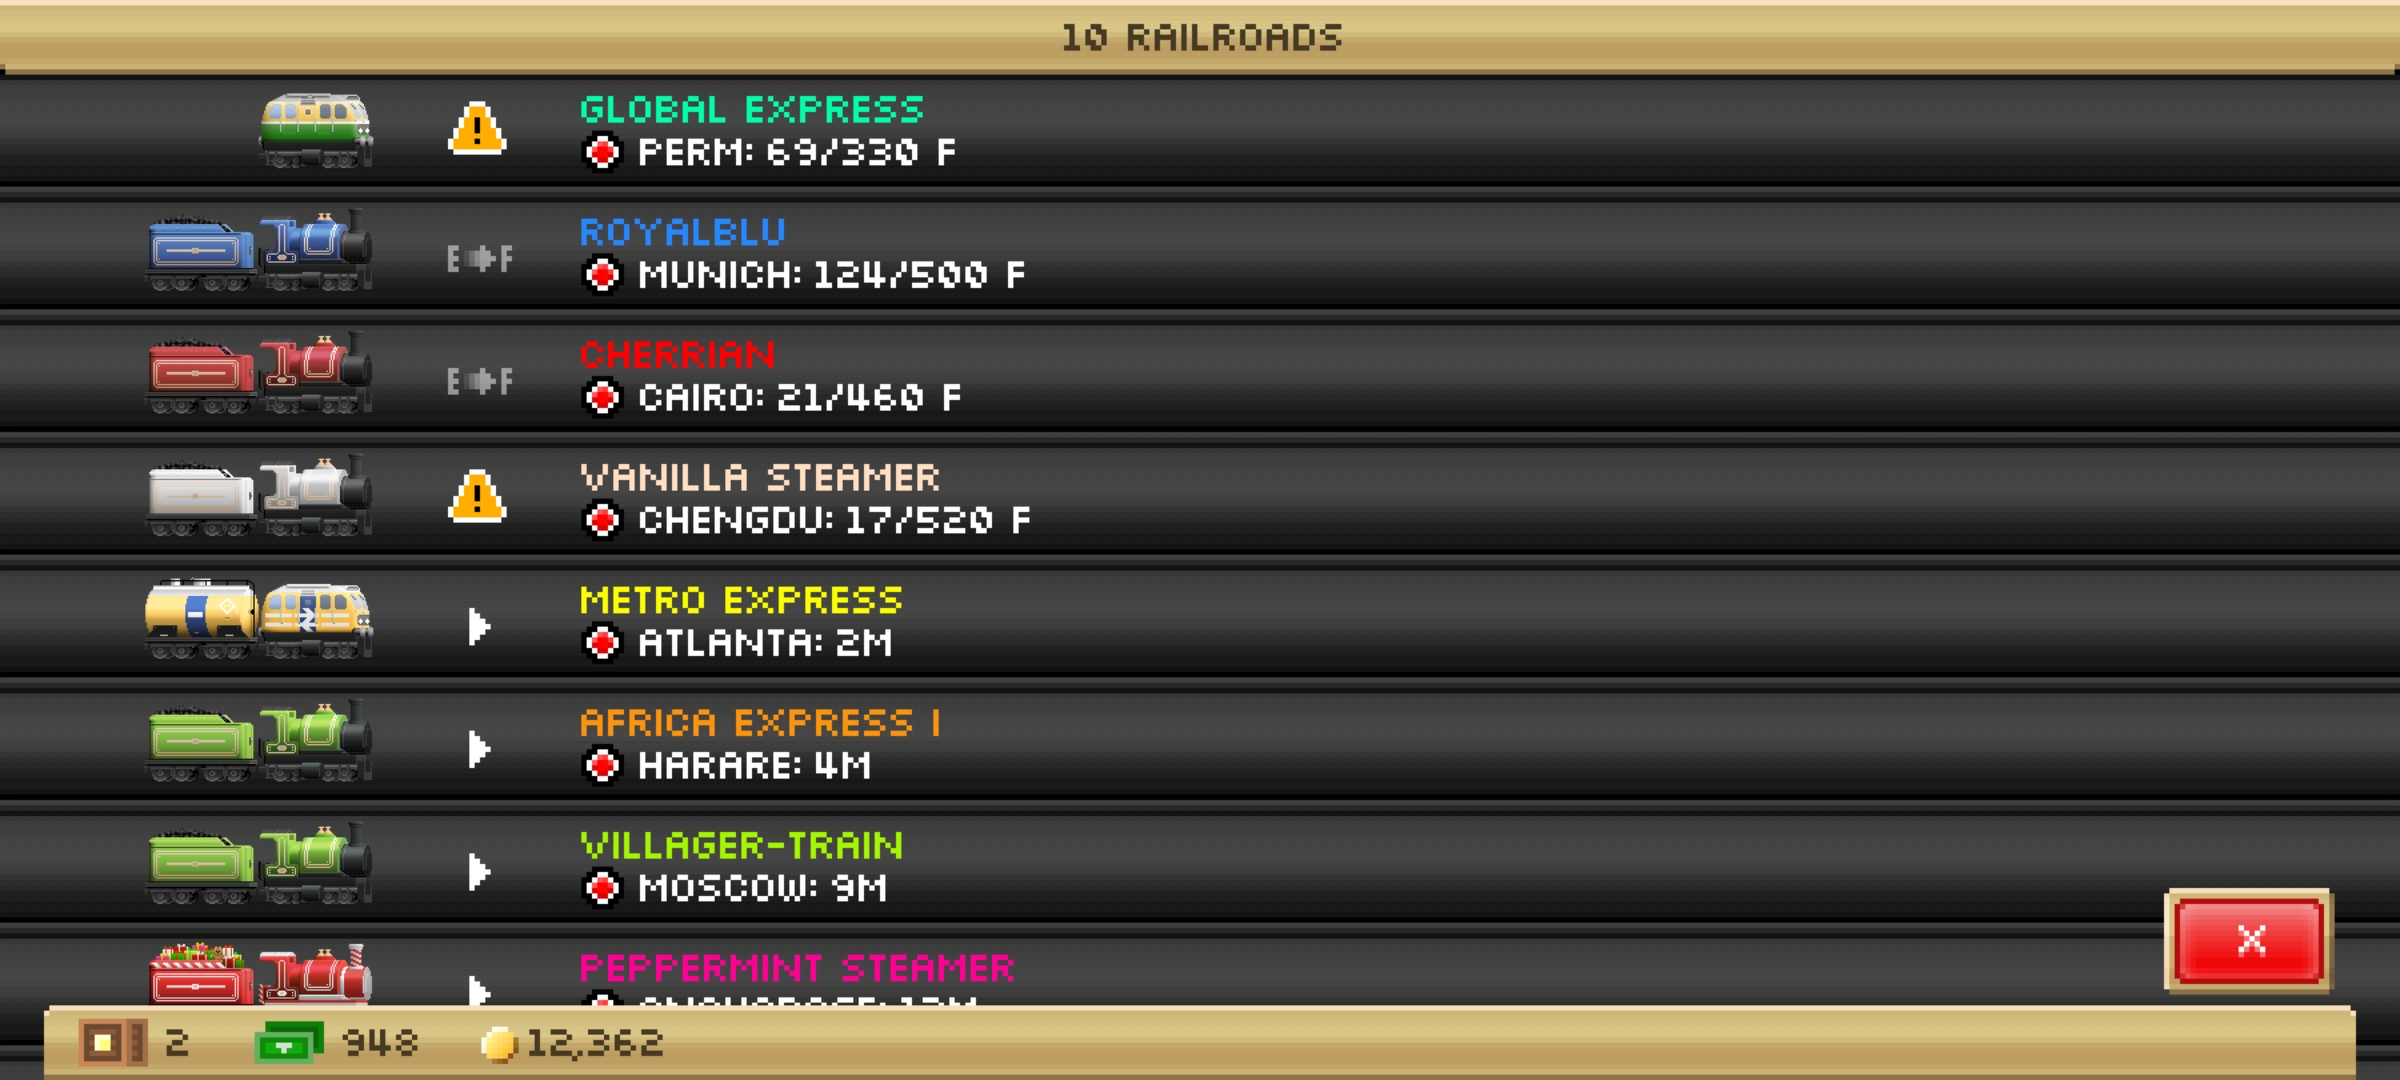 10 RAILROADS
GLOBAL EXPRESS
PERM: 69/330 F
ROYALBLU
E F
MUNICH: 124/500 F
CHERRIAN
E F
CAIRO: 21/460 F
VANILLA STEAMER
CHENGDU: 17/520 F
METRO EXPRESS
ATLANTA: 2M
AFRICA EXPRESS I
HARARE: 4M
VILLAGER-TRAIN
MOSCOW: 9M
PEPPERMINT STEAMER
X
2 948 12,362